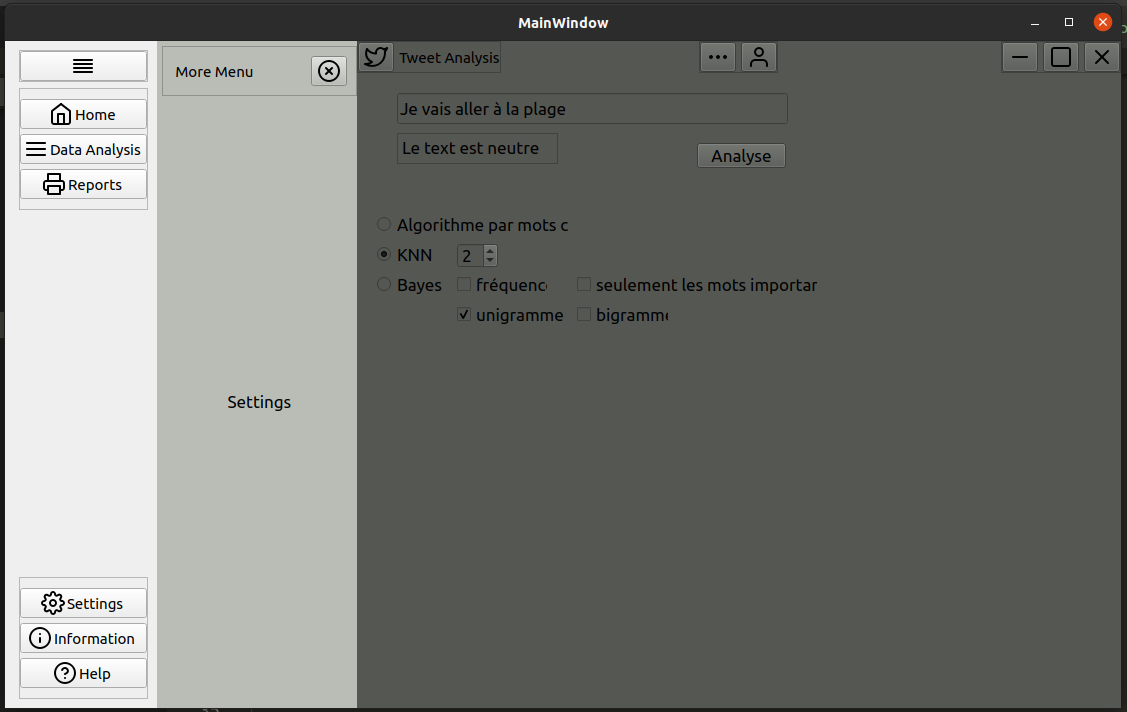 MainWindow
More Menu
Tweet Analysis
Home
Data Analysis
Reports
Je vais aller à la plage
Le text est neutre
Analyse
Algorithme par mots c
KNN 2
Bayes fréquenc seulement les mots importar
unigramme bigramme
Settings
Settings
Information
Help